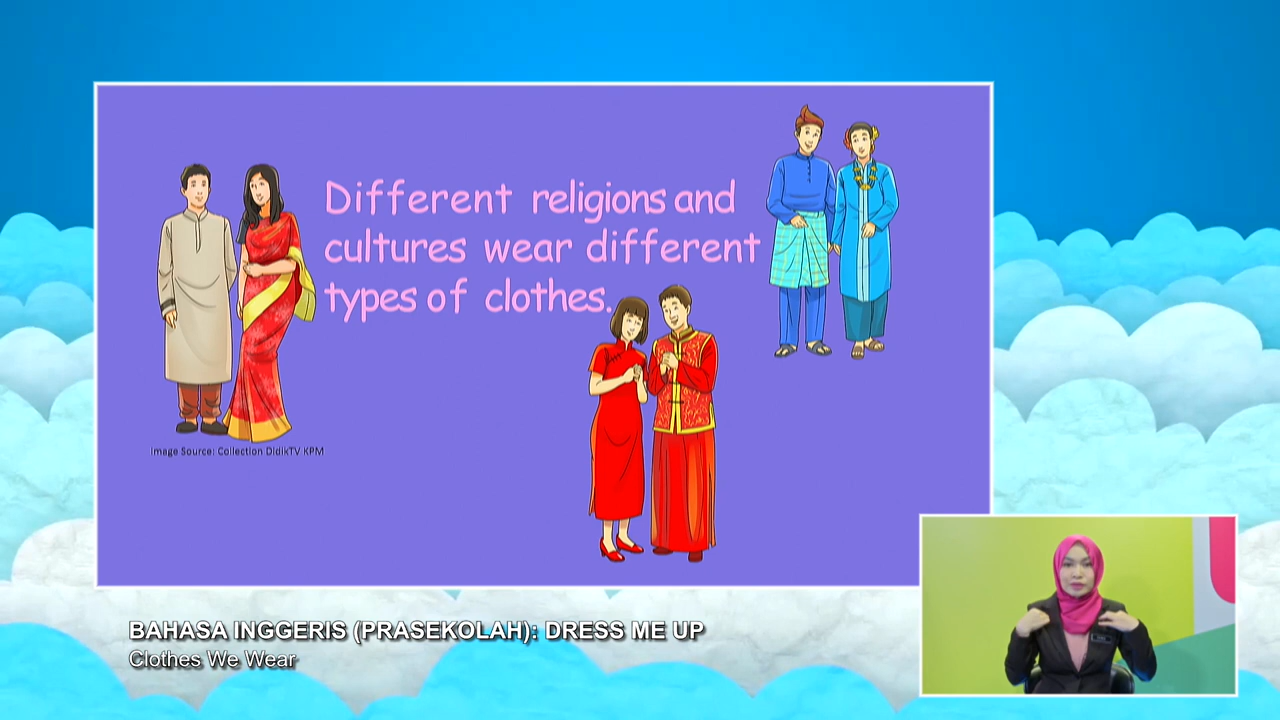 Different religions and
cultures wear different
types of clothes.
Image Source: Collection DidikTV KPM
BAHASA INGGERIS (PRASEKOLAH): DRESS ME UP
Clothes We Wear